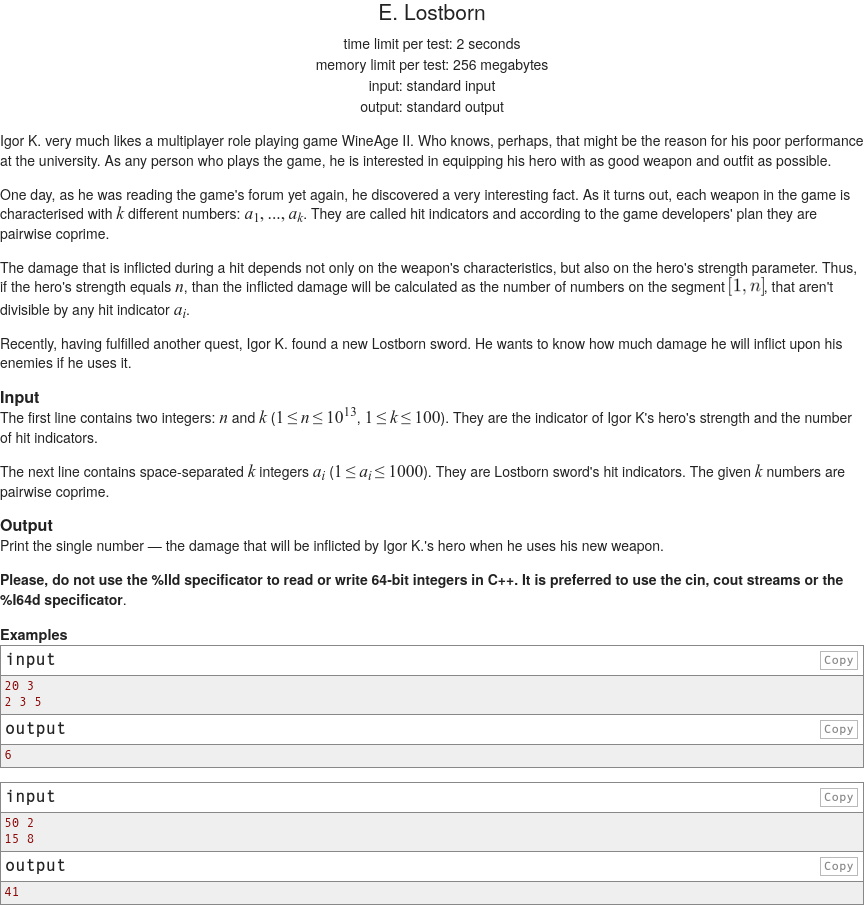 E. Lostborn
time limit per test: 2 seconds
memory limit per test: 256 megabytes
input: standard input
output: standard output
Igor K. very much likes a multiplayer role playing game WineAge II. Who knows, perhaps, that might be the reason for his poor performance
at the university. As any person who plays the game, he is interested in equipping his hero with as good weapon and outfit as possible.
One day, as he was reading the game's forum yet again, he discovered a very interesting fact. As it turns out, each weapon in the game is
characterised with k different numbers: a₁, ..., aₖ. They are called hit indicators and according to the game developers' plan they are
pairwise coprime.
The damage that is inflicted during a hit depends not only on the weapon's characteristics, but also on the hero's strength parameter. Thus,
if the hero's strength equals n, than the inflicted damage will be calculated as the number of numbers on the segment [1, n], that aren't
divisible by any hit indicator aᵢ.
Recently, having fulfilled another quest, Igor K. found a new Lostborn sword. He wants to know how much damage he will inflict upon his
enemies if he uses it.
Input
The first line contains two integers: n and k (1 ≤ n ≤ 10¹³, 1 ≤ k ≤ 100). They are the indicator of Igor K's hero's strength and the number
of hit indicators.
The next line contains space-separated k integers aᵢ (1 ≤ aᵢ ≤ 1000). They are Lostborn sword's hit indicators. The given k numbers are
pairwise coprime.
Output
Print the single number — the damage that will be inflicted by Igor K.'s hero when he uses his new weapon.
Please, do not use the %lld specificator to read or write 64-bit integers in C++. It is preferred to use the cin, cout streams or the
%I64d specificator.
Examples
input Copy
20 3
2 3 5
output Copy
6
input Copy
50 2
15 8
output Copy
41